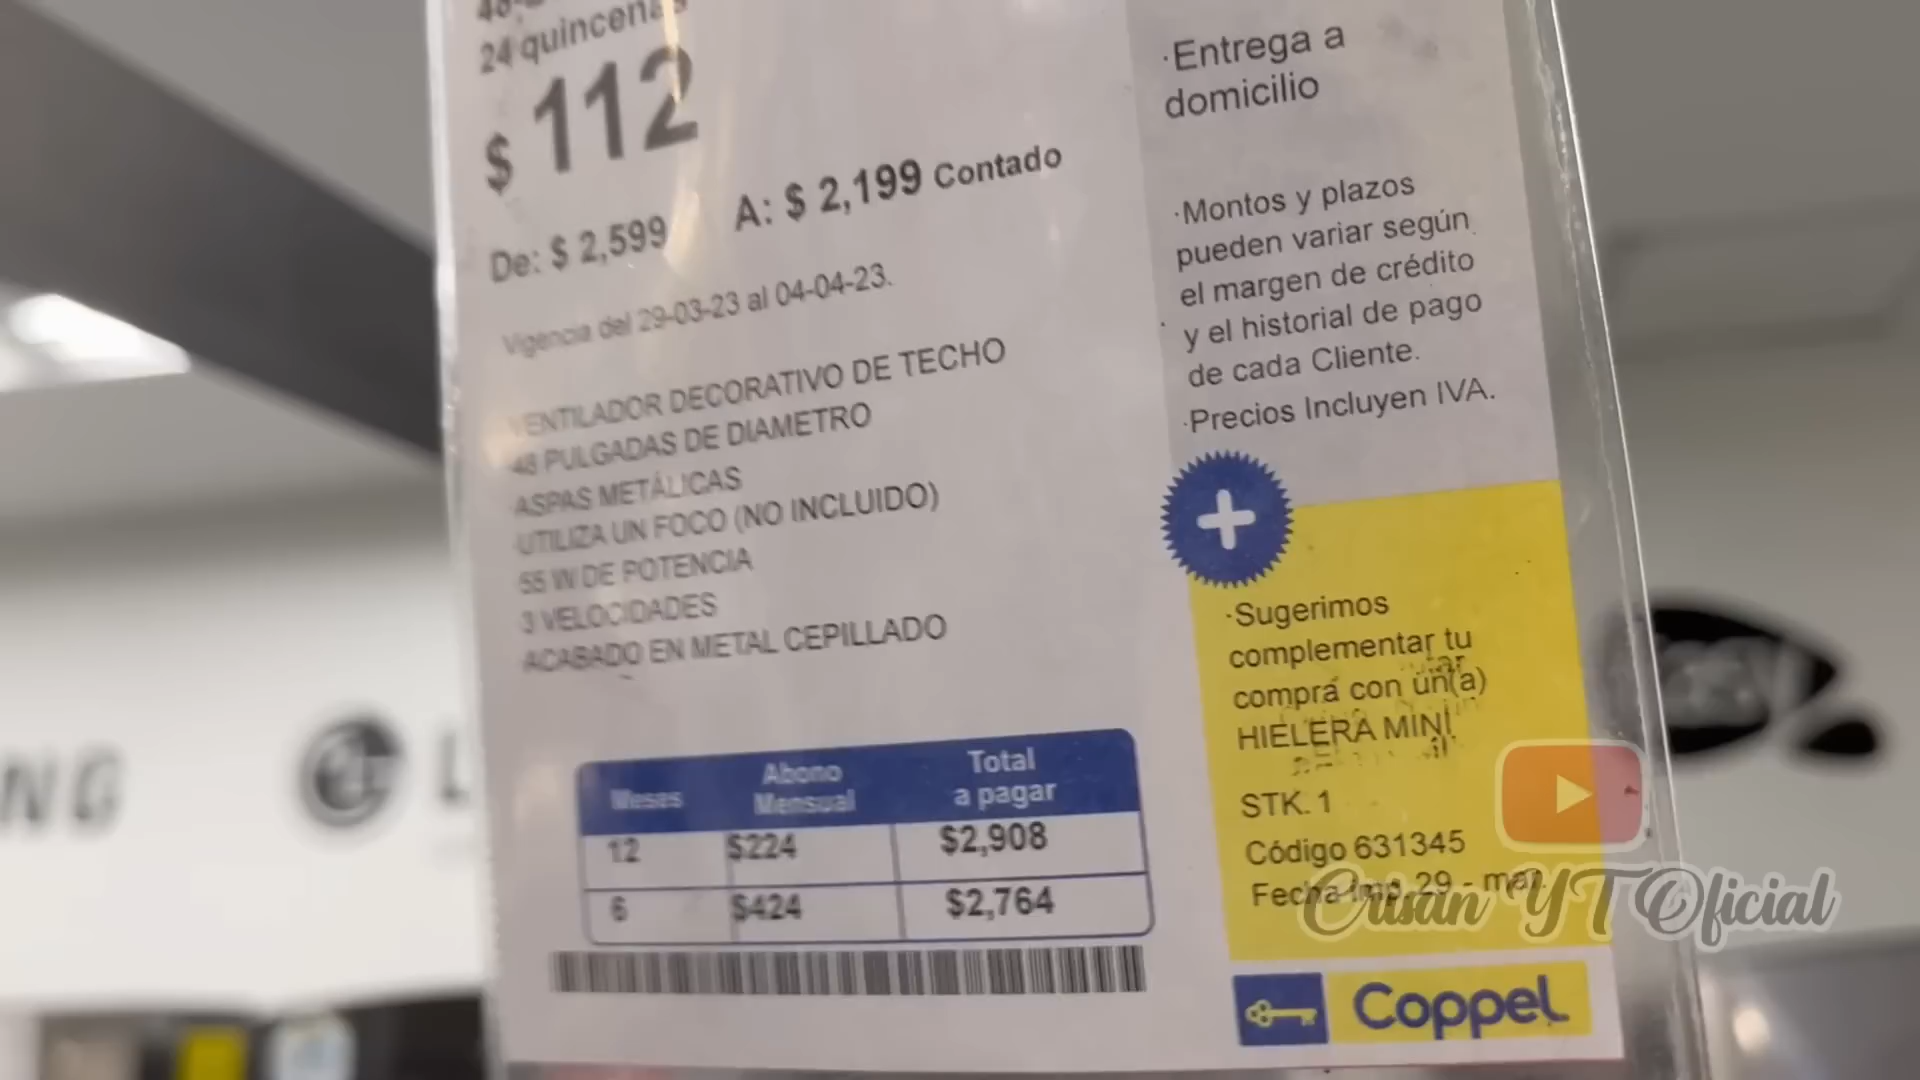 24 quincenas
$ 112
De: $ 2,599 A: $ 2,199 Contado
Vigencia del 29-03-23 al 04-04-23.
VENTILADOR DECORATIVO DE TECHO
48 PULGADAS DE DIAMETRO
ASPAS METÁLICAS
UTILIZA UN FOCO (NO INCLUIDO)
55 W DE POTENCIA
3 VELOCIDADES
ACABADO EN METAL CEPILLADO
Meses Abono Mensual Total a pagar
12 $224 $2,908
6 $424 $2,764
·Entrega a
domicilio
·Montos y plazos
pueden variar según
el margen de crédito
y el historial de pago
de cada Cliente.
·Precios Incluyen IVA.
+
·Sugerimos
complementar tu
compra con un(a)
HIELERA MINI
STK. 1
Código 631345
Fecha Imp. 29 - mar.
Coppel
NG
LG
Crisan YT Oficial